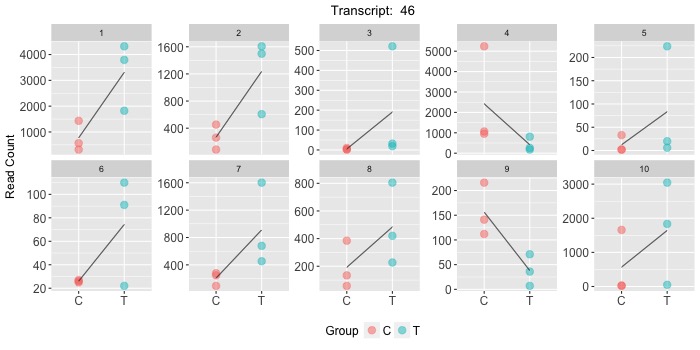 Transcript: 46
1 2 3 4 5
4000 3000 2000 1000
1600 1200 800 400
500 400 300 200 100 0
5000 4000 3000 2000 1000 0
200 150 100 50 0
Read Count
6 7 8 9 10
100 80 60 40 20
1600 1200 800 400
800 600 400 200
200 150 100 50 0
3000 2000 1000 0
C T C T C T C T C T
Group C T